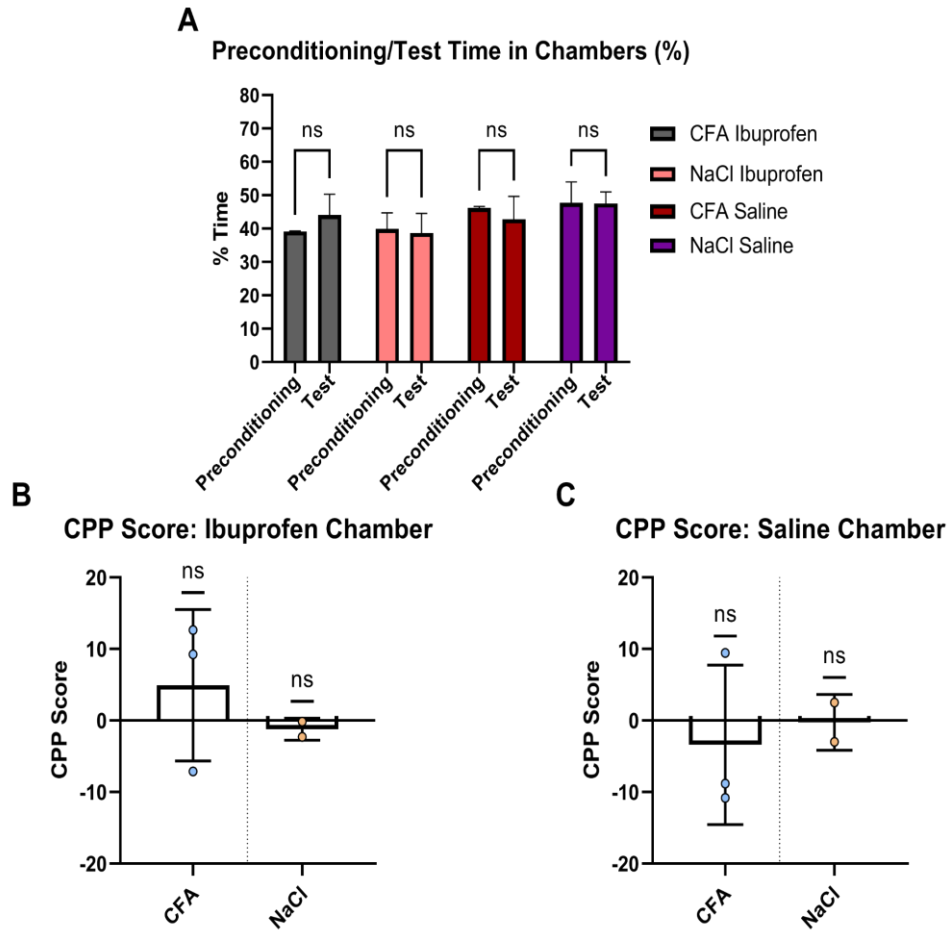 A
Preconditioning/Test Time in Chambers (%)
% Time
80
70
60
50
40
30
20
10
0
ns
ns
ns
ns
Preconditioning
Test
Preconditioning
Test
Preconditioning
Test
Preconditioning
Test
CFA Ibuprofen
NaCl Ibuprofen
CFA Saline
NaCl Saline
B
CPP Score: Ibuprofen Chamber
CPP Score
20
10
0
-10
-20
ns
ns
CFA
NaCl
C
CPP Score: Saline Chamber
CPP Score
20
10
0
-10
-20
ns
ns
CFA
NaCl